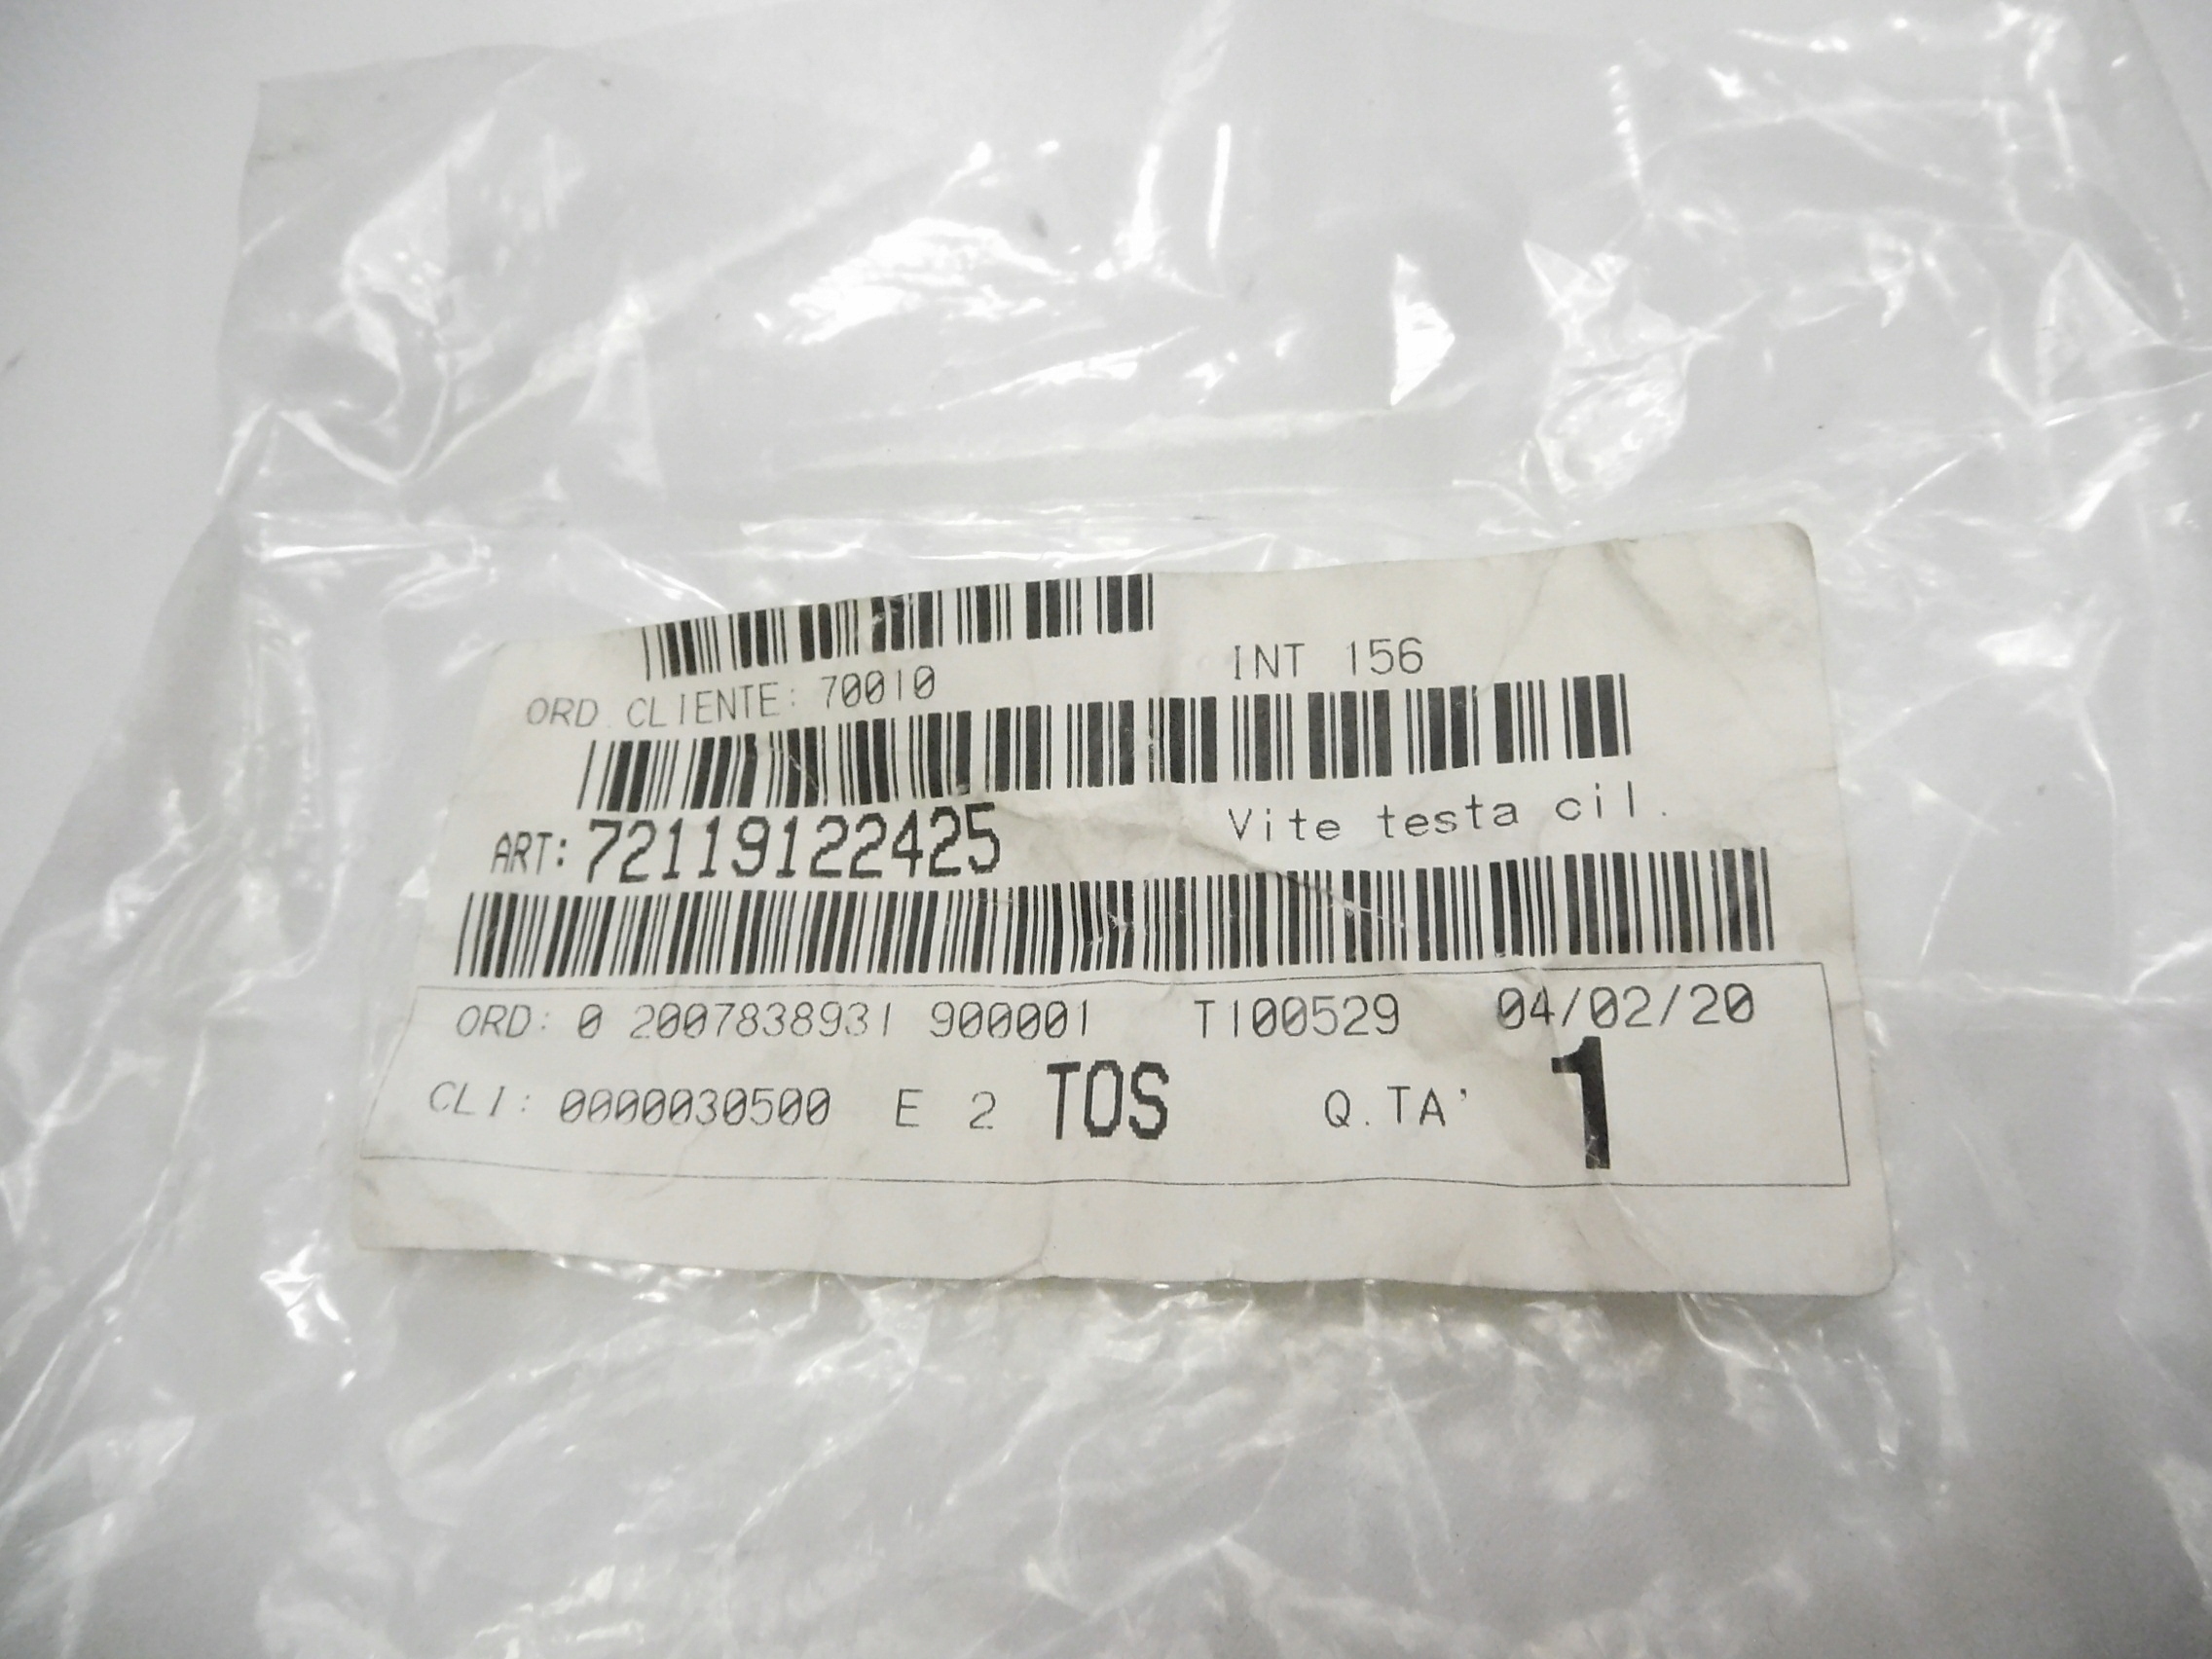 ORD.CLIENTE: 70010 INT 156
ART: 72119122425 Vite testa cil.
ORD: 0 2007838931 900001 T100529 04/02/20
CLI: 0000030500 E 2 TOS Q.TA' 1